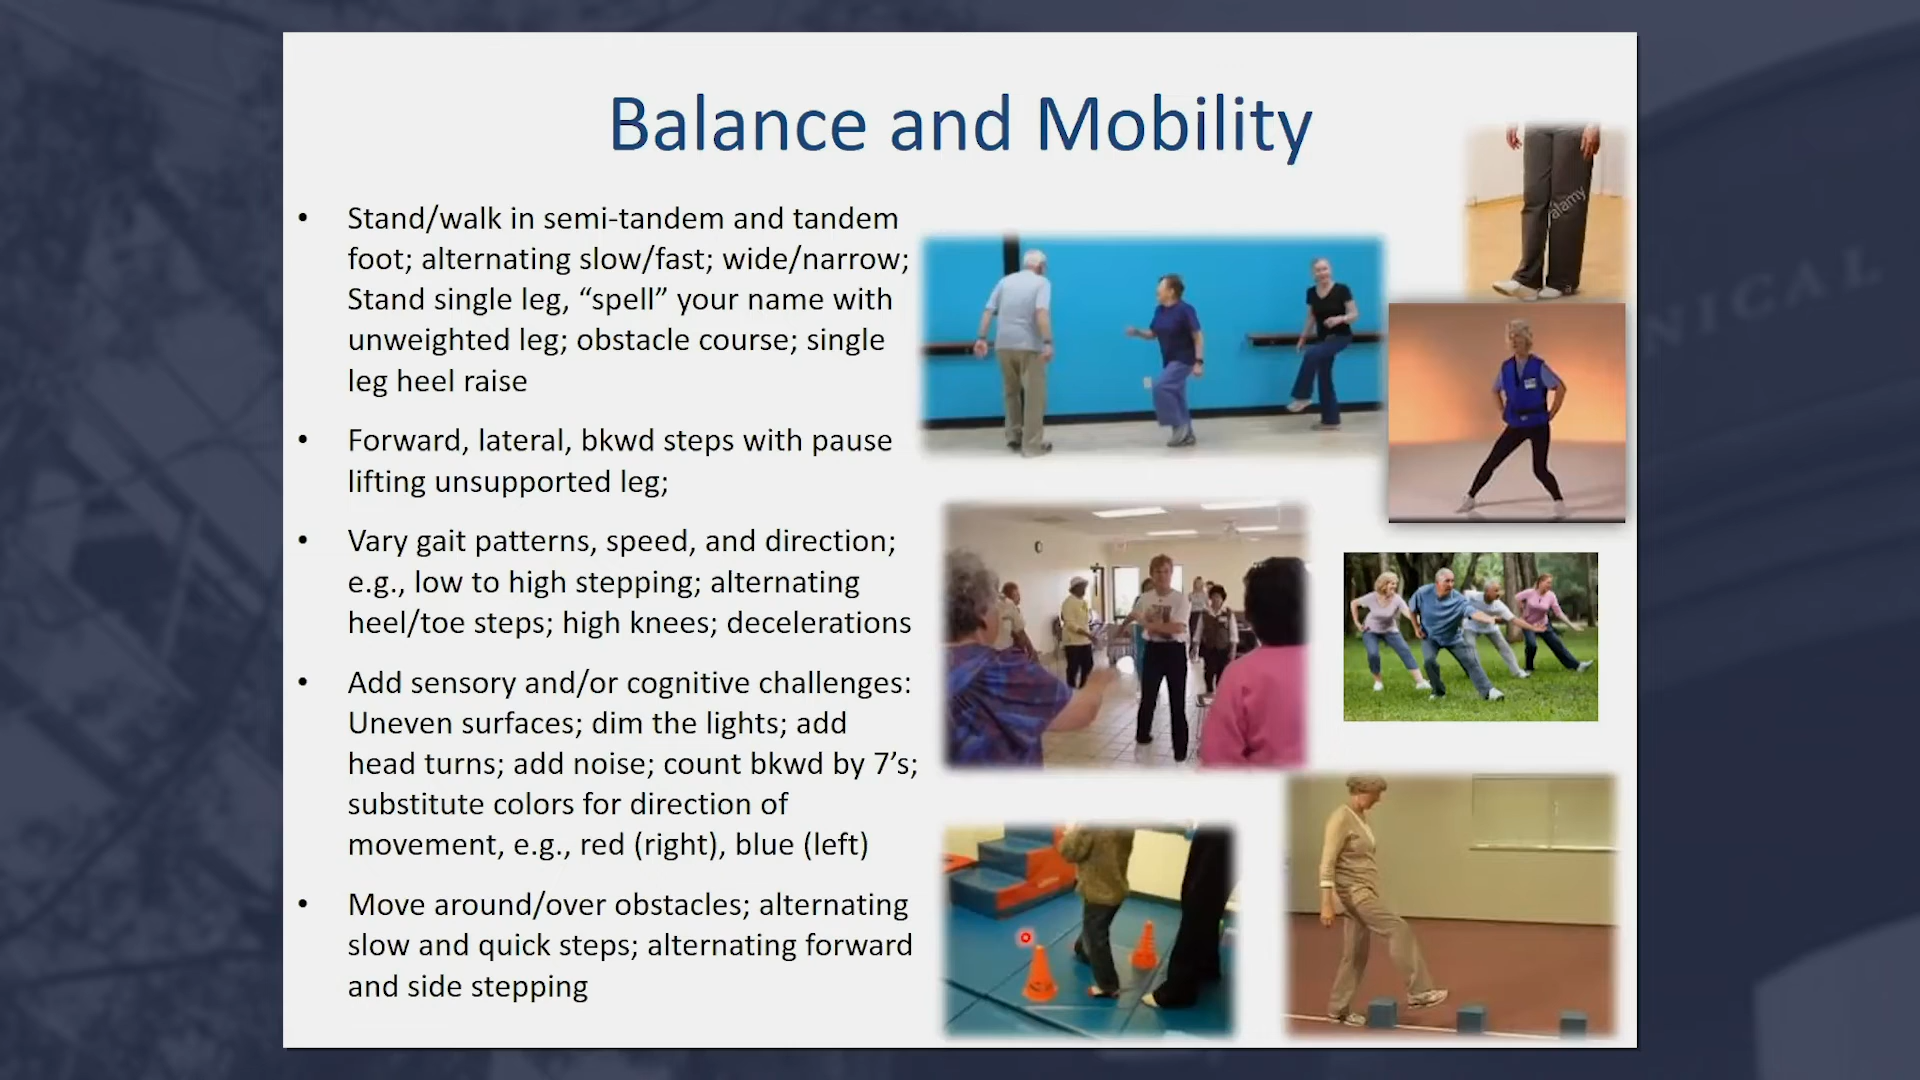 Balance and Mobility
• Stand/walk in semi-tandem and tandem
foot; alternating slow/fast; wide/narrow;
Stand single leg, “spell” your name with
unweighted leg; obstacle course; single
leg heel raise
• Forward, lateral, bkwd steps with pause
lifting unsupported leg;
• Vary gait patterns, speed, and direction;
e.g., low to high stepping; alternating
heel/toe steps; high knees; decelerations
• Add sensory and/or cognitive challenges:
Uneven surfaces; dim the lights; add
head turns; add noise; count bkwd by 7’s;
substitute colors for direction of
movement, e.g., red (right), blue (left)
• Move around/over obstacles; alternating
slow and quick steps; alternating forward
and side stepping
alamy
a
NICAL